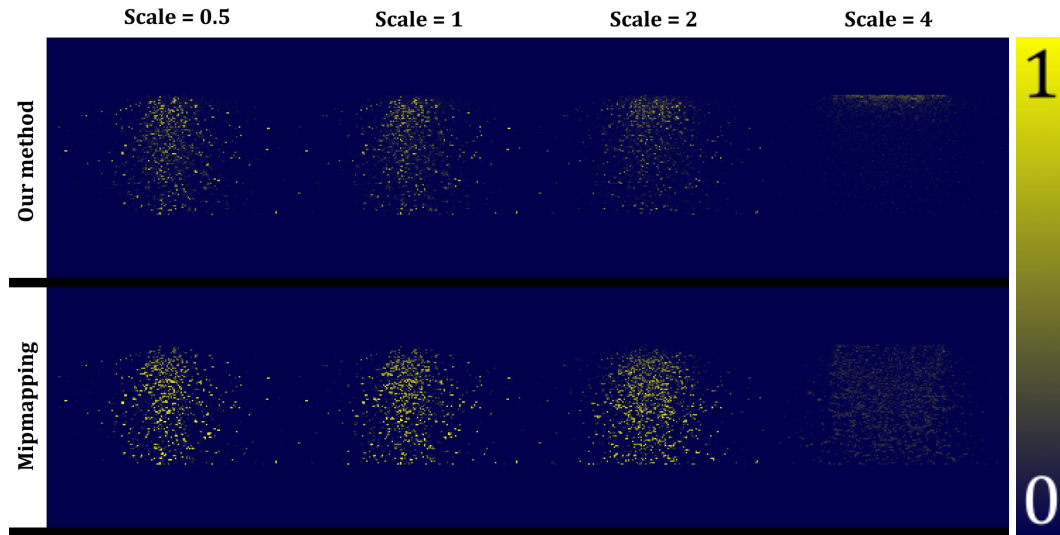 Scale = 0.5
Scale = 1
Scale = 2
Scale = 4
Our method
Mipmapping
1
0